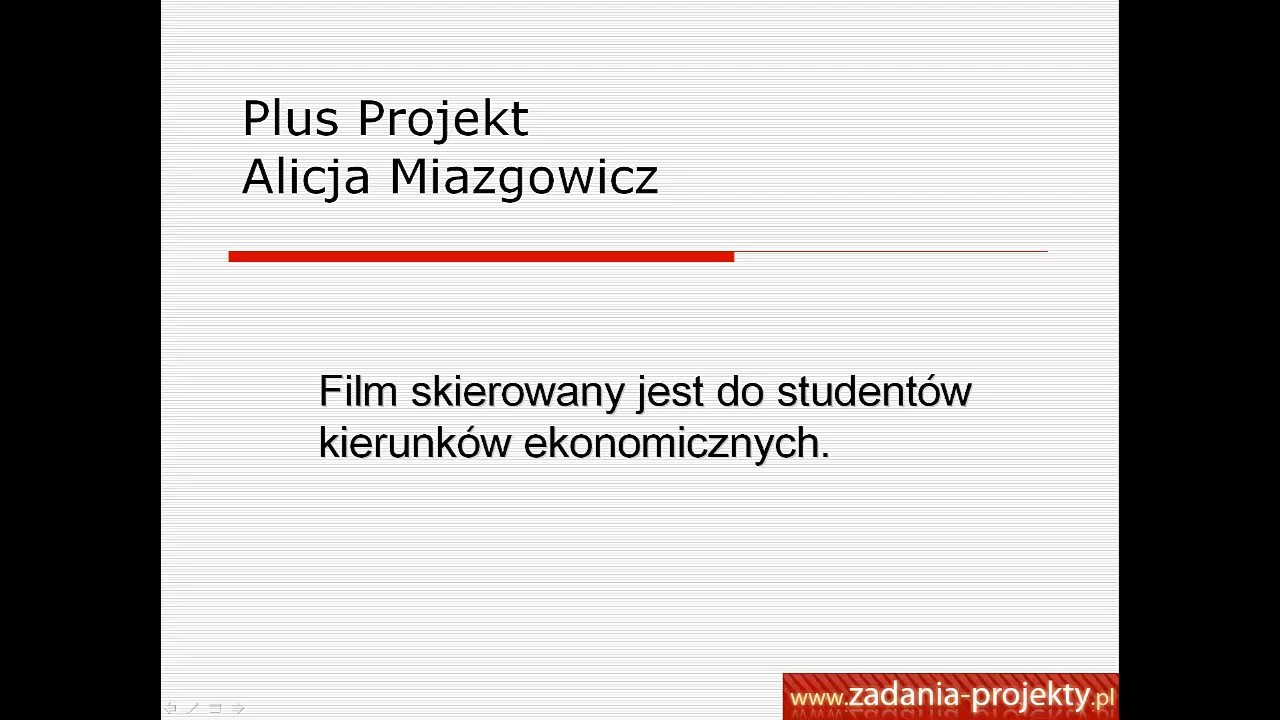 Plus Projekt
Alicja Miazgowicz
Film skierowany jest do studentów
kierunków ekonomicznych.
www.zadania-projekty.pl